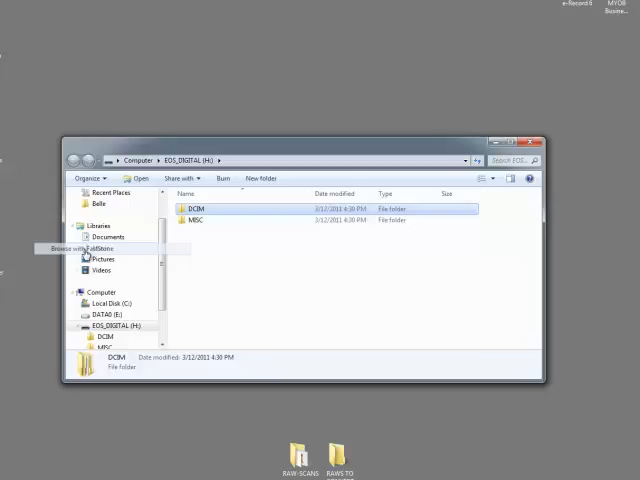 e-Record 6
MYOB
Busine...
Computer
EOS_DIGITAL (H:)
Search EOS...
Organize
Open
Share with
Burn
New folder
Name
Date modified
Type
Size
Recent Places
Belle
Libraries
Documents
Browse with FastStone
Pictures
Videos
Computer
Local Disk (C:)
DATA0 (E:)
EOS_DIGITAL (H:)
DCIM
MISC
DCIM 3/12/2011 4:30 PM File folder
MISC 3/12/2011 4:30 PM File folder
DCIM Date modified: 3/12/2011 4:30 PM
File folder
RAW-SCANS
RAWS TO